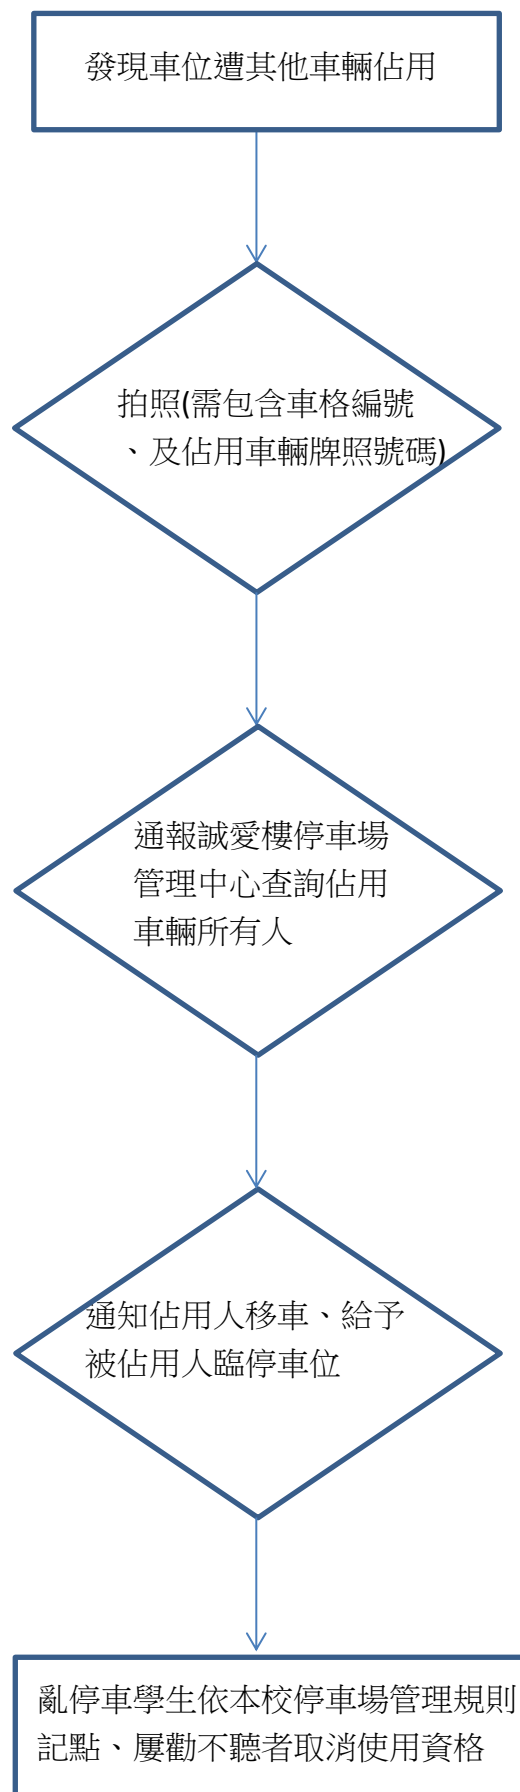 發現車位遭其他車輛佔用
拍照(需包含車格編號
、及佔用車輛牌照號碼)
通報誠愛樓停車場
管理中心查詢佔用
車輛所有人
通知佔用人移車、給予
被佔用人臨停車位
亂停車學生依本校停車場管理規則
記點、屢勸不聽者取消使用資格